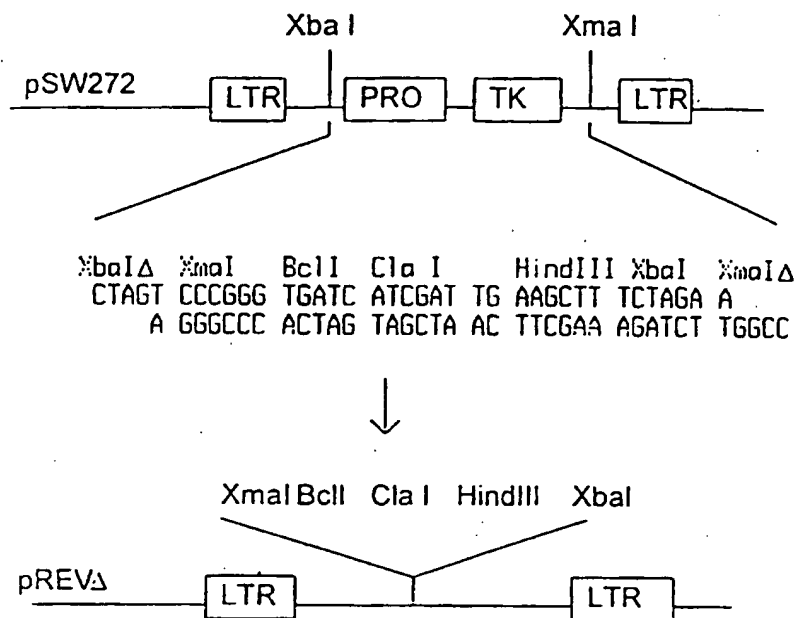 Xba I Xma I
pSW272
LTR PRO TK LTR
XbaIΔ XmaI BclI Cla I HindIII XbaI XmaIΔ
CTAGT CCCGGG TGATCA ATCGAT TG AAGCTT TCTAGA A
A GGGCCC ACTAG TAGCTA AC TTCGAA AGATCT TGGCC
XmaI BclI Cla I HindIII XbaI
pREVΔ
LTR LTR